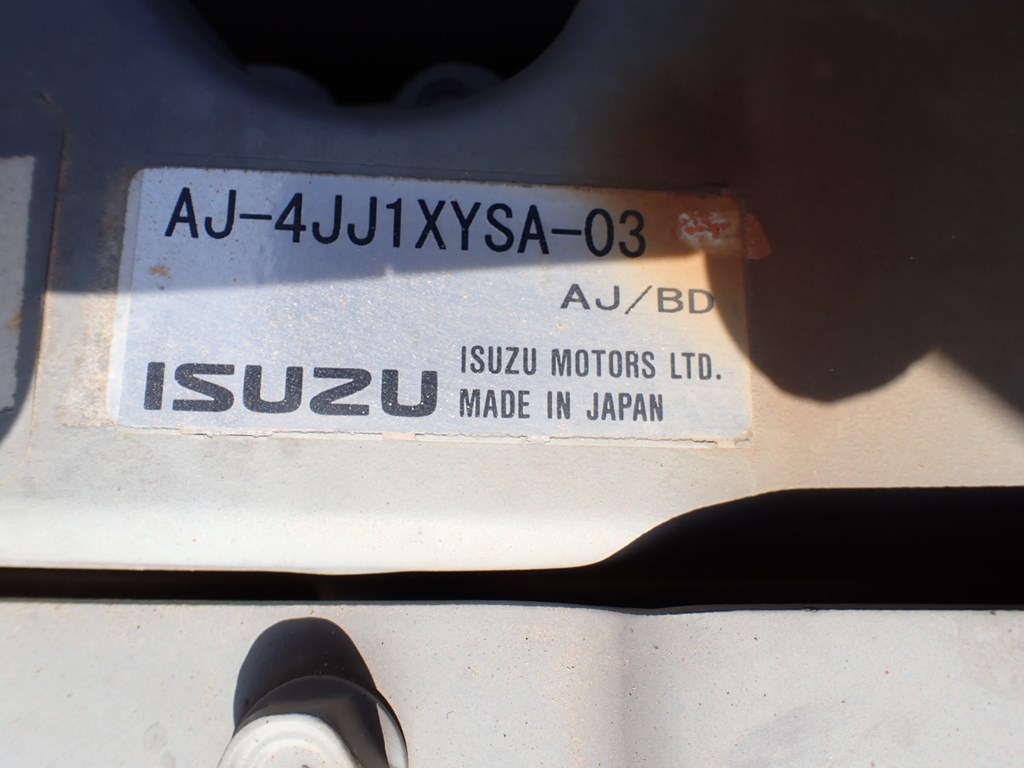 AJ-4JJ1XYSA-03
AJ/BD
ISUZU
ISUZU MOTORS LTD.
MADE IN JAPAN